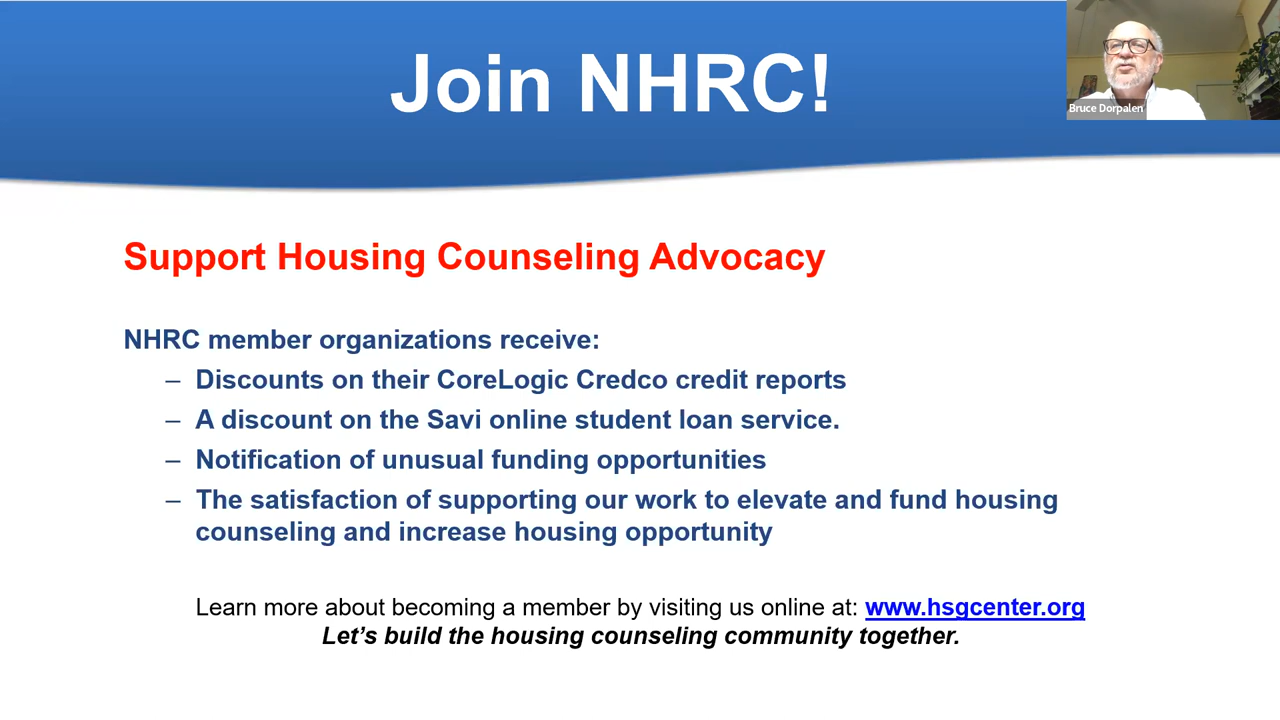 Join NHRC!
Bruce Dorpalen
Support Housing Counseling Advocacy
NHRC member organizations receive:
– Discounts on their CoreLogic Credco credit reports
– A discount on the Savi online student loan service.
– Notification of unusual funding opportunities
– The satisfaction of supporting our work to elevate and fund housing
counseling and increase housing opportunity
Learn more about becoming a member by visiting us online at: www.hsgcenter.org
Let’s build the housing counseling community together.